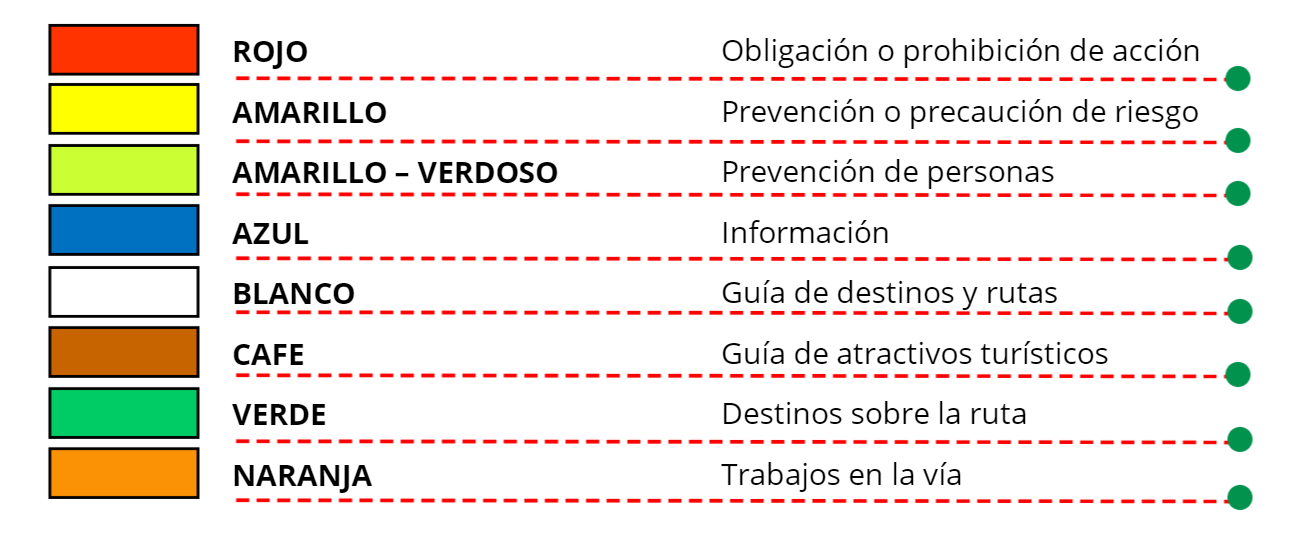 ROJO Obligación o prohibición de acción
AMARILLO Prevención o precaución de riesgo
AMARILLO – VERDOSO Prevención de personas
AZUL Información
BLANCO Guía de destinos y rutas
CAFE Guía de atractivos turísticos
VERDE Destinos sobre la ruta
NARANJA Trabajos en la vía